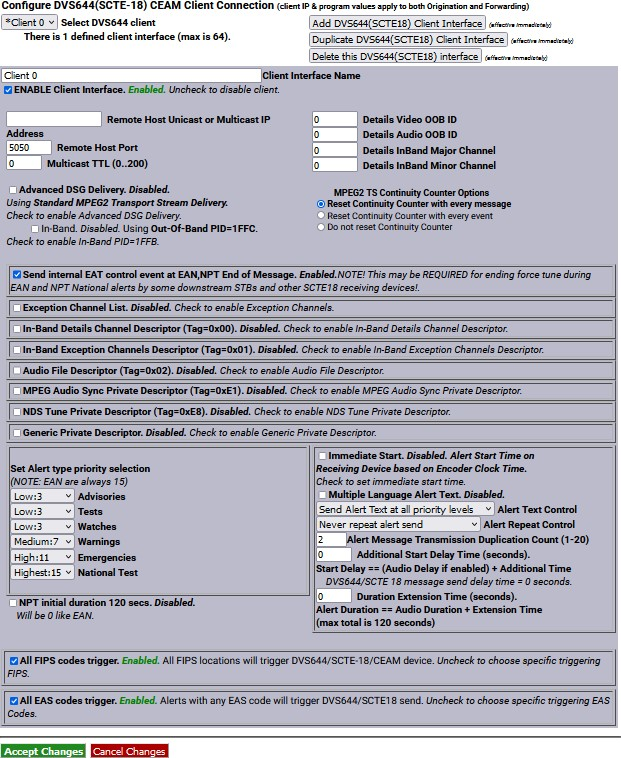 Configure DVS644(SCTE-18) CEAM Client Connection (client IP & program values apply to both Origination and Forwarding)
*Client 0 Select DVS644 client
There is 1 defined client interface (max is 64).
Add DVS644(SCTE18) Client Interface (effective immediately)
Duplicate DVS644(SCTE18) Client Interface (effective immediately)
Delete this DVS644(SCTE18) interface (effective immediately)
Client 0 Client Interface Name
ENABLE Client Interface. Enabled. Uncheck to disable client.
Remote Host Unicast or Multicast IP
Address
5050 Remote Host Port
0 Multicast TTL (0..200)
0 Details Video OOB ID
0 Details Audio OOB ID
0 Details InBand Major Channel
0 Details InBand Minor Channel
Advanced DSG Delivery. Disabled.
Using Standard MPEG2 Transport Stream Delivery.
Check to enable Advanced DSG Delivery.
In-Band. Disabled. Using Out-Of-Band PID=1FFC.
Check to enable In-Band PID=1FFB.
MPEG2 TS Continuity Counter Options
Reset Continuity Counter with every message
Reset Continuity Counter with every event
Do not reset Continuity Counter
Send internal EAT control event at EAN,NPT End of Message. Enabled.NOTE! This may be REQUIRED for ending force tune during
EAN and NPT National alerts by some downstream STBs and other SCTE18 receiving devices!.
Exception Channel List. Disabled. Check to enable Exception Channels.
In-Band Details Channel Descriptor (Tag=0x00). Disabled. Check to enable In-Band Details Channel Descriptor.
In-Band Exception Channels Descriptor (Tag=0x01). Disabled. Check to enable In-Band Exception Channels Descriptor.
Audio File Descriptor (Tag=0x02). Disabled. Check to enable Audio File Descriptor.
MPEG Audio Sync Private Descriptor (Tag=0xE1). Disabled. Check to enable MPEG Audio Sync Private Descriptor.
NDS Tune Private Descriptor (Tag=0xE8). Disabled. Check to enable NDS Tune Private Descriptor.
Generic Private Descriptor. Disabled. Check to enable Generic Private Descriptor.
Set Alert type priority selection
(NOTE: EAN are always 15)
Low:3 Advisories
Low:3 Tests
Low:3 Watches
Medium:7 Warnings
High:11 Emergencies
Highest:15 National Test
NPT initial duration 120 secs. Disabled.
Will be 0 like EAN.
Immediate Start. Disabled. Alert Start Time on
Receiving Device based on Encoder Clock Time.
Check to set immediate start time.
Multiple Language Alert Text. Disabled.
Send Alert Text at all priority levels Alert Text Control
Never repeat alert send Alert Repeat Control
2 Alert Message Transmission Duplication Count (1-20)
0 Additional Start Delay Time (seconds).
Start Delay == (Audio Delay if enabled) + Additional Time
DVS644/SCTE 18 message send delay time = 0 seconds.
0 Duration Extension Time (seconds).
Alert Duration == Audio Duration + Extension Time
(max total is 120 seconds)
All FIPS codes trigger. Enabled. All FIPS locations will trigger DVS644/SCTE-18/CEAM device. Uncheck to choose specific triggering
FIPS.
All EAS codes trigger. Enabled. Alerts with any EAS code will trigger DVS644/SCTE18 send. Uncheck to choose specific triggering EAS
Codes.
Accept Changes Cancel Changes